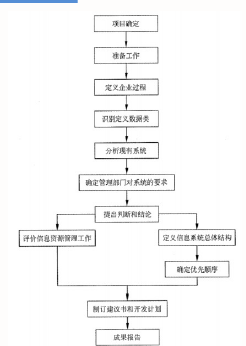 项目确定
准备工作
定义企业过程
识别定义数据类
分析现有系统
确定管理部门对系统的要求
提出判断和结论
评价信息资源管理工作
定义信息系统总体结构
确定优先顺序
制订建议书和开发计划
成果报告